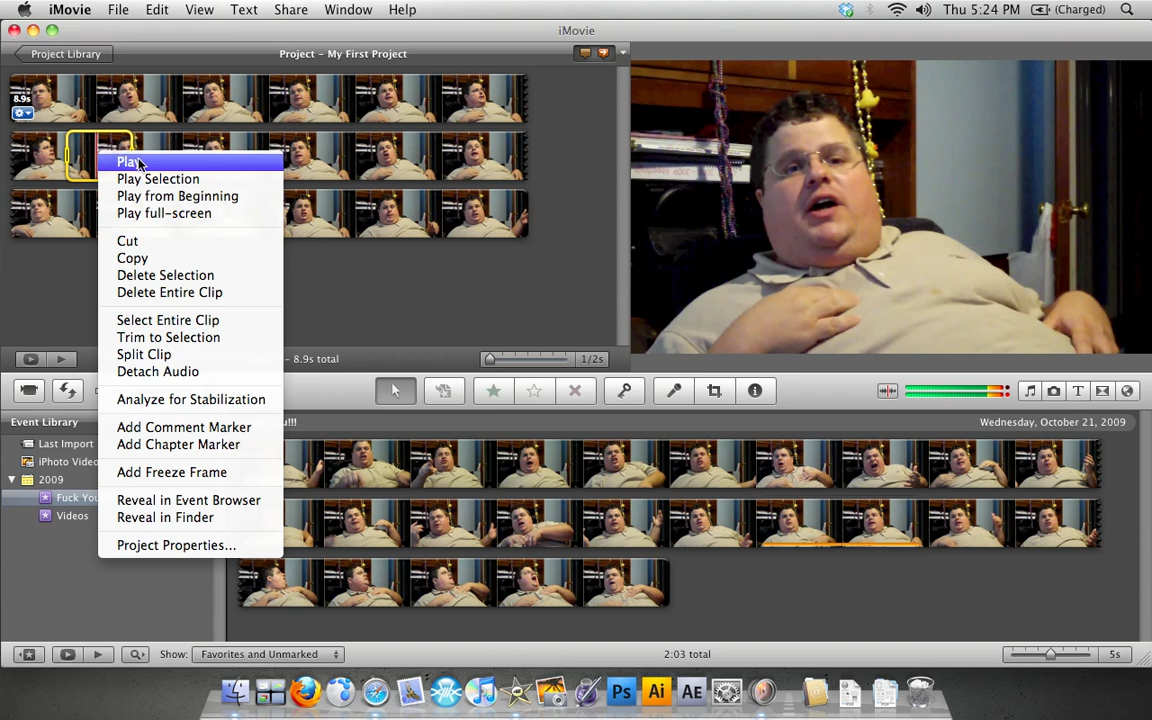 iMovie File Edit View Text Share Window Help Thu 5:24 PM (Charged)
iMovie
Project Library
Project - My First Project
8.9s
Play
Play Selection
Play from Beginning
Play full-screen
Cut
Copy
Delete Selection
Delete Entire Clip
Select Entire Clip
Trim to Selection
Split Clip
Detach Audio
Analyze for Stabilization
Add Comment Marker
Add Chapter Marker
Add Freeze Frame
Reveal in Event Browser
Reveal in Finder
Project Properties...
- 8.9s total
1/2s
Event Library
u!!!
Wednesday, October 21, 2009
Last Import
iPhoto Video
2009
Fuck You
Videos
Show: Favorites and Unmarked
2:03 total
5s
Ps Ai AE